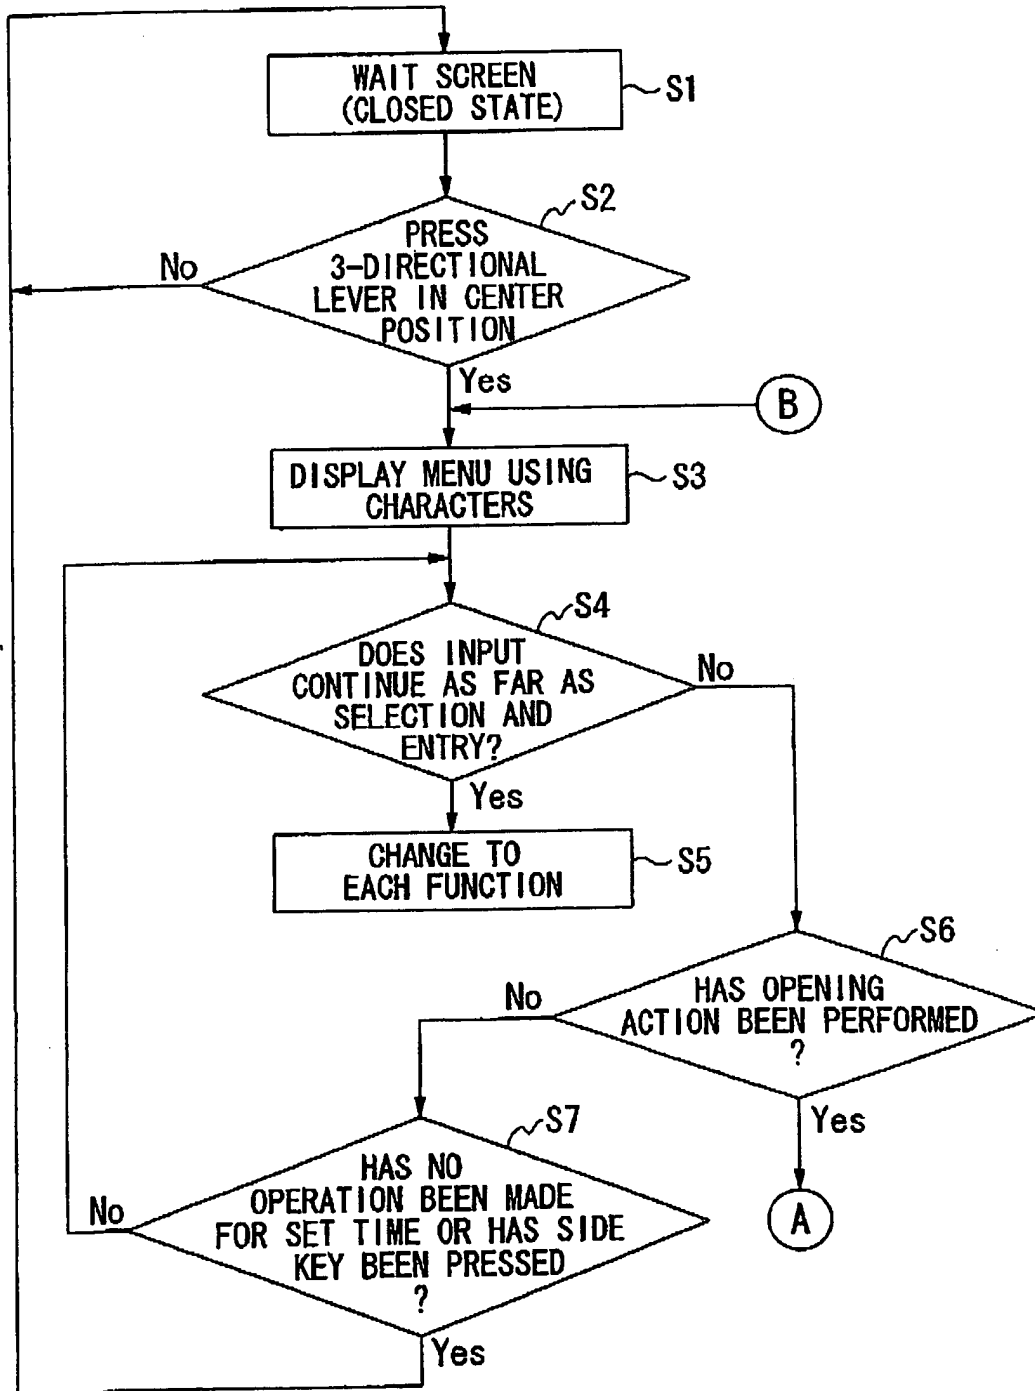 WAIT SCREEN
(CLOSED STATE)
S1
S2
PRESS
3-DIRECTIONAL
LEVER IN CENTER
POSITION
No
Yes
B
DISPLAY MENU USING
CHARACTERS
S3
S4
DOES INPUT
CONTINUE AS FAR AS
SELECTION AND
ENTRY?
No
Yes
CHANGE TO
EACH FUNCTION
S5
S6
HAS OPENING
ACTION BEEN PERFORMED
?
No
Yes
A
S7
HAS NO
OPERATION BEEN MADE
FOR SET TIME OR HAS SIDE
KEY BEEN PRESSED
?
No
Yes